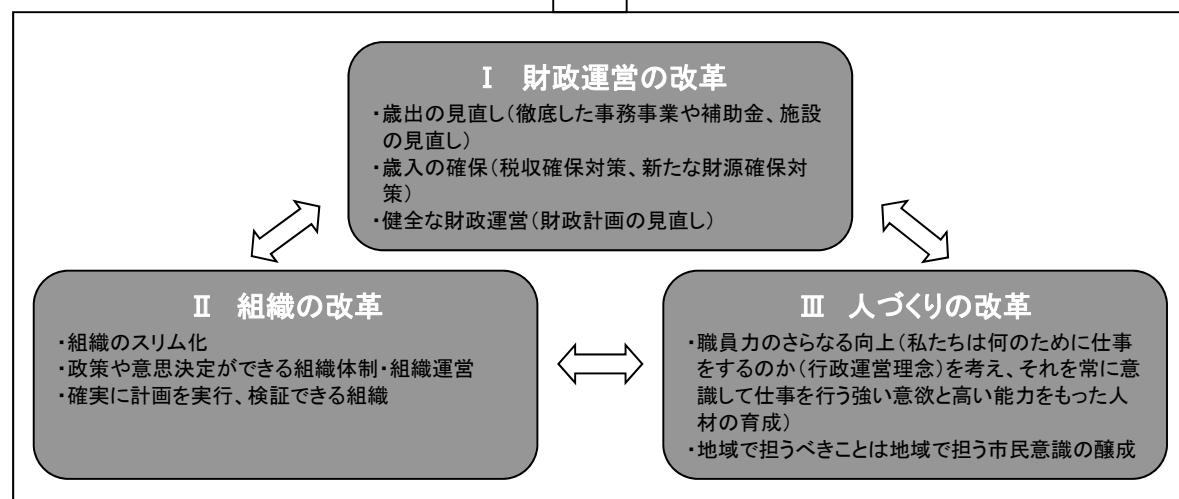 Ⅰ　財政運営の改革
・歳出の見直し(徹底した事務事業や補助金、施設
の見直し)
・歳入の確保(税収確保対策、新たな財源確保対
策)
・健全な財政運営(財政計画の見直し)
Ⅱ　組織の改革
・組織のスリム化
・政策や意思決定ができる組織体制・組織運営
・確実に計画を実行、検証できる組織
Ⅲ　人づくりの改革
・職員力のさらなる向上(私たちは何のために仕事
をするのか(行政運営理念)を考え、それを常に意
識して仕事を行う強い意欲と高い能力をもった人
材の育成)
・地域で担うべきことは地域で担う市民意識の醸成